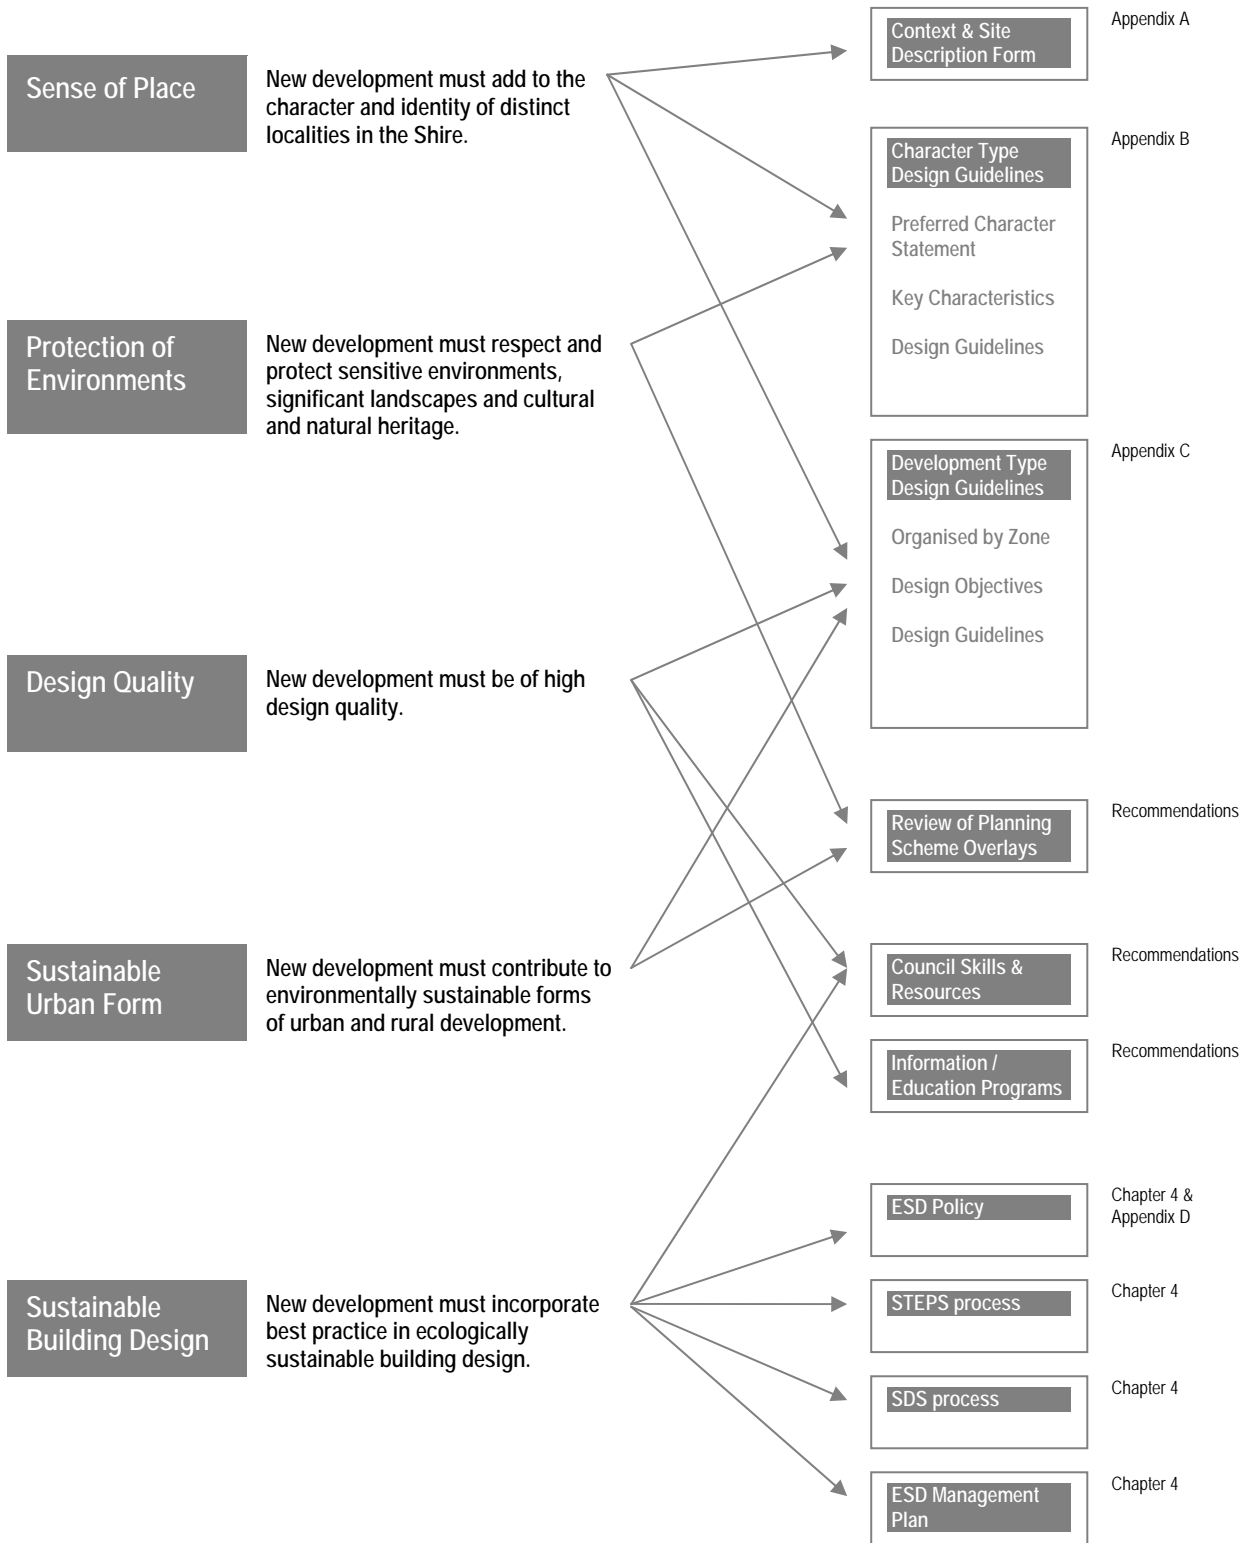 Sense of Place
New development must add to the
character and identity of distinct
localities in the Shire.
Protection of
Environments
New development must respect and
protect sensitive environments,
significant landscapes and cultural
and natural heritage.
Design Quality
New development must be of high
design quality.
Sustainable
Urban Form
New development must contribute to
environmentally sustainable forms
of urban and rural development.
Sustainable
Building Design
New development must incorporate
best practice in ecologically
sustainable building design.
Context & Site
Description Form
Appendix A
Character Type
Design Guidelines
Preferred Character
Statement
Key Characteristics
Design Guidelines
Appendix B
Development Type
Design Guidelines
Organised by Zone
Design Objectives
Design Guidelines
Appendix C
Review of Planning
Scheme Overlays
Recommendations
Council Skills &
Resources
Recommendations
Information /
Education Programs
Recommendations
ESD Policy
Chapter 4 &
Appendix D
STEPS process
Chapter 4
SDS process
Chapter 4
ESD Management
Plan
Chapter 4